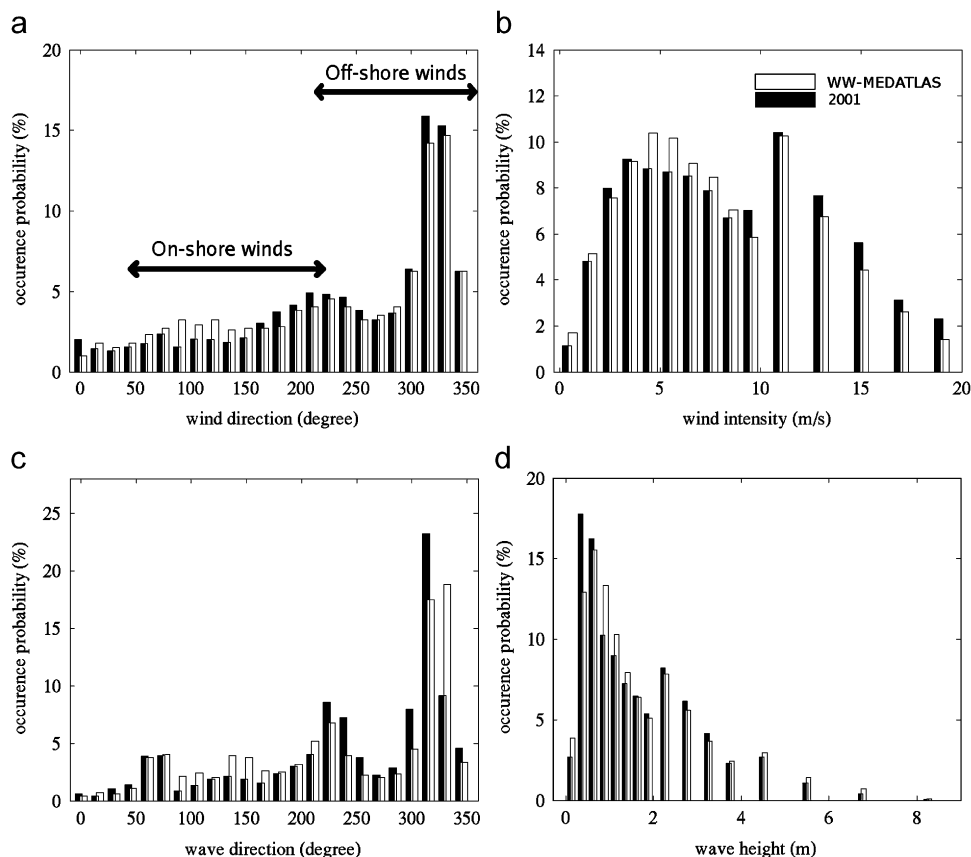 a
20
15
10
5
0
occurence probability (%)
Off-shore winds
On-shore winds
0 50 100 150 200 250 300 350
wind direction (degree)
b
14
12
10
8
6
4
2
0
occurence probability (%)
WW-MEDATLAS
2001
0 5 10 15 20
wind intensity (m/s)
c
25
20
15
10
5
0
occurence probability (%)
0 50 100 150 200 250 300 350
wave direction (degree)
d
20
15
10
5
0
occurence probability (%)
0 2 4 6 8
wave height (m)